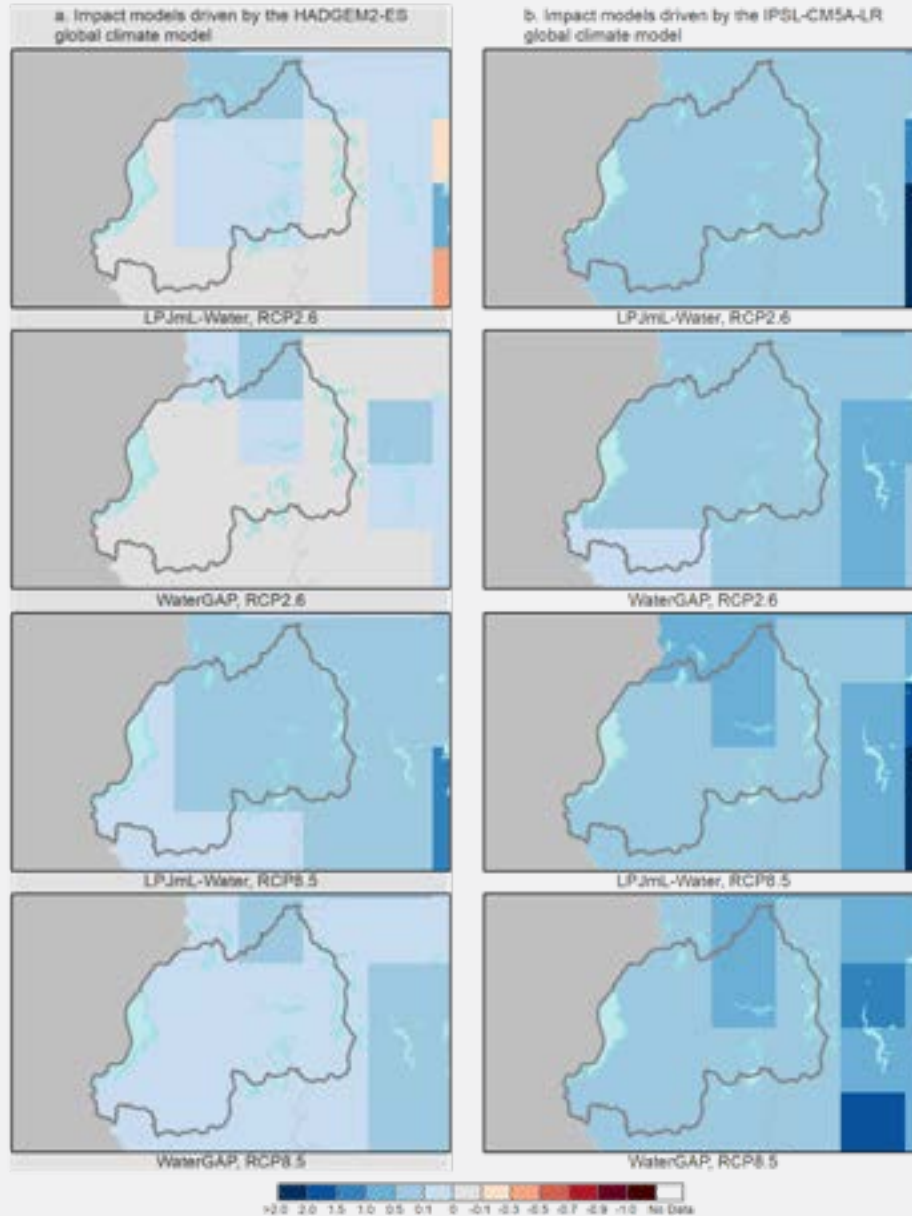 a. Impact models driven by the HADGEM2-ES
global climate model
b. Impact models driven by the IPSL-CM5A-LR
global climate model
LPJmL-Water, RCP2.6
LPJmL-Water, RCP2.6
WaterGAP, RCP2.6
WaterGAP, RCP2.6
LPJmL-Water, RCP8.5
LPJmL-Water, RCP8.5
WaterGAP, RCP8.5
WaterGAP, RCP8.5
>2.0 2.0 1.5 1.0 0.5 0.1 0 -0.1 -0.3 -0.5 -0.7 -0.9 -1.0 No Data